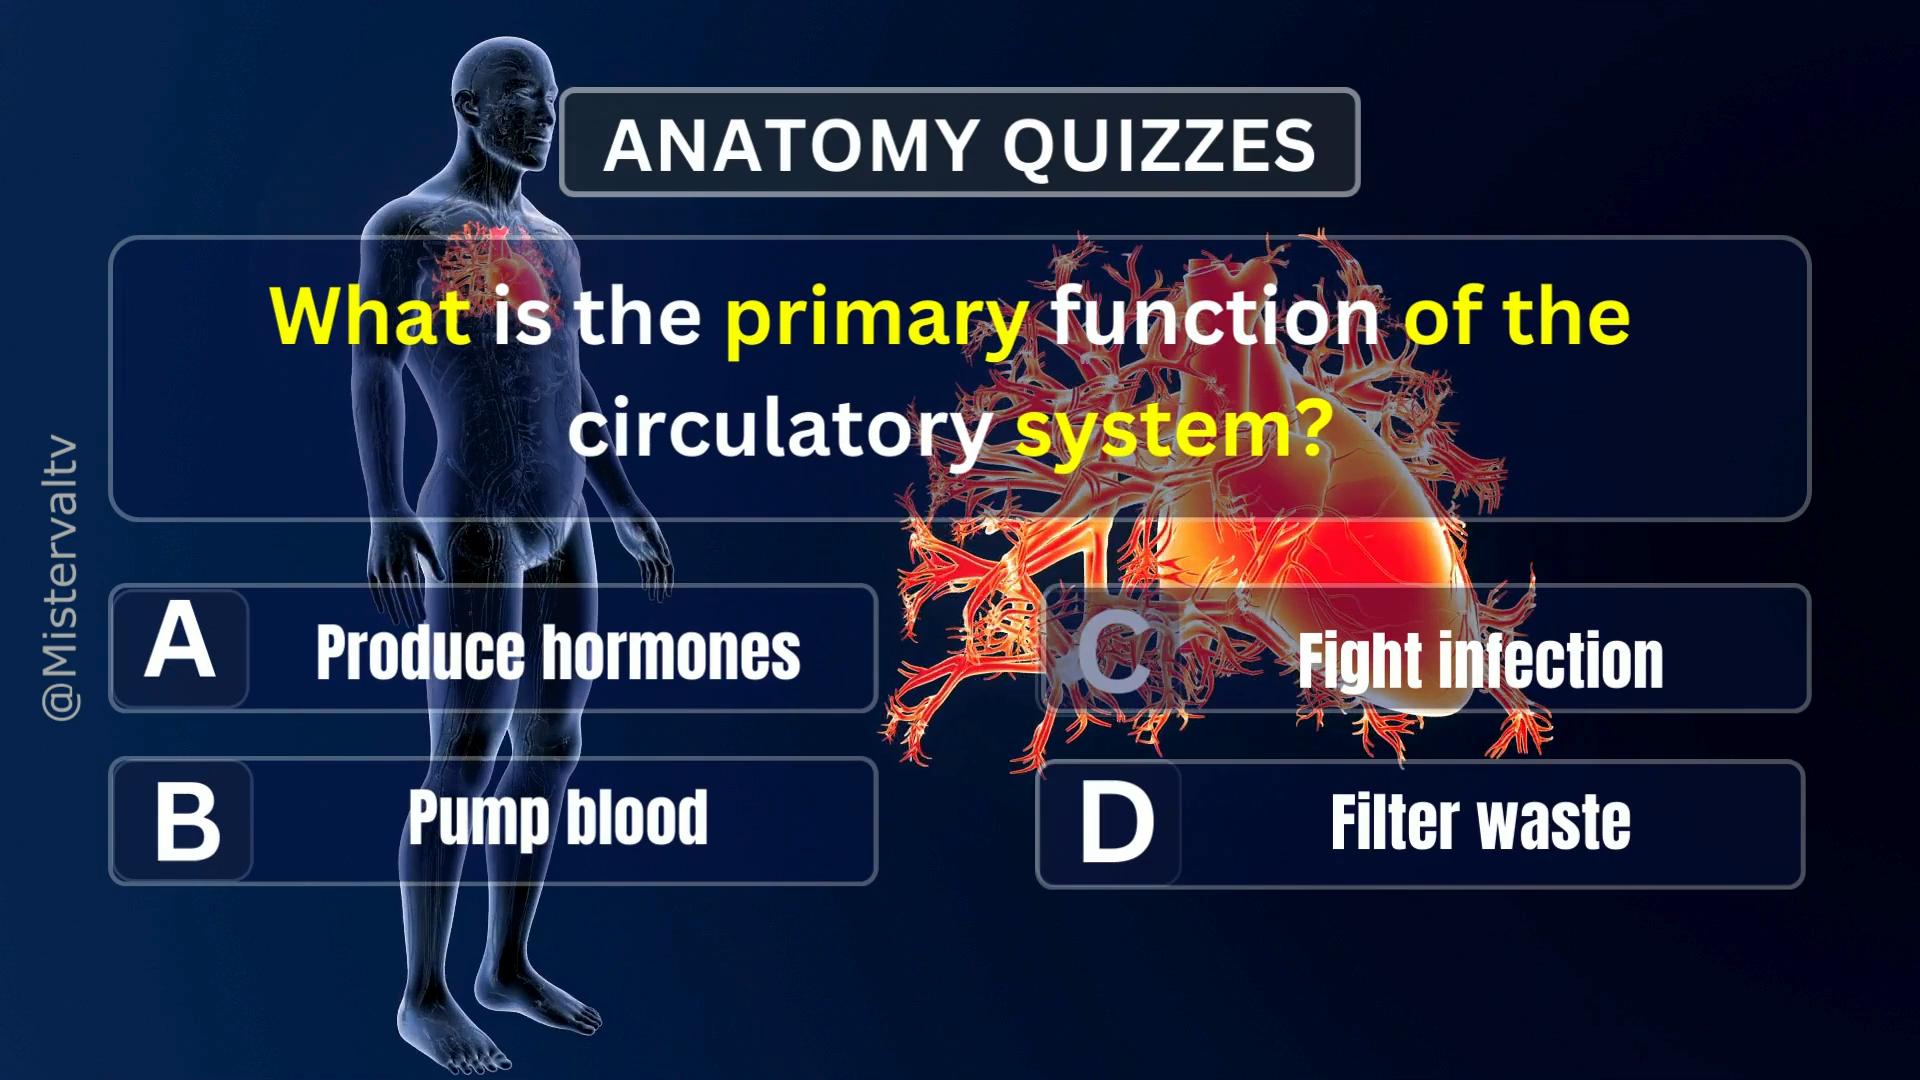 ANATOMY QUIZZES
What is the primary function of the
circulatory system?
A Produce hormones
B Pump blood
C Fight infection
D Filter waste
@Mistervaltv